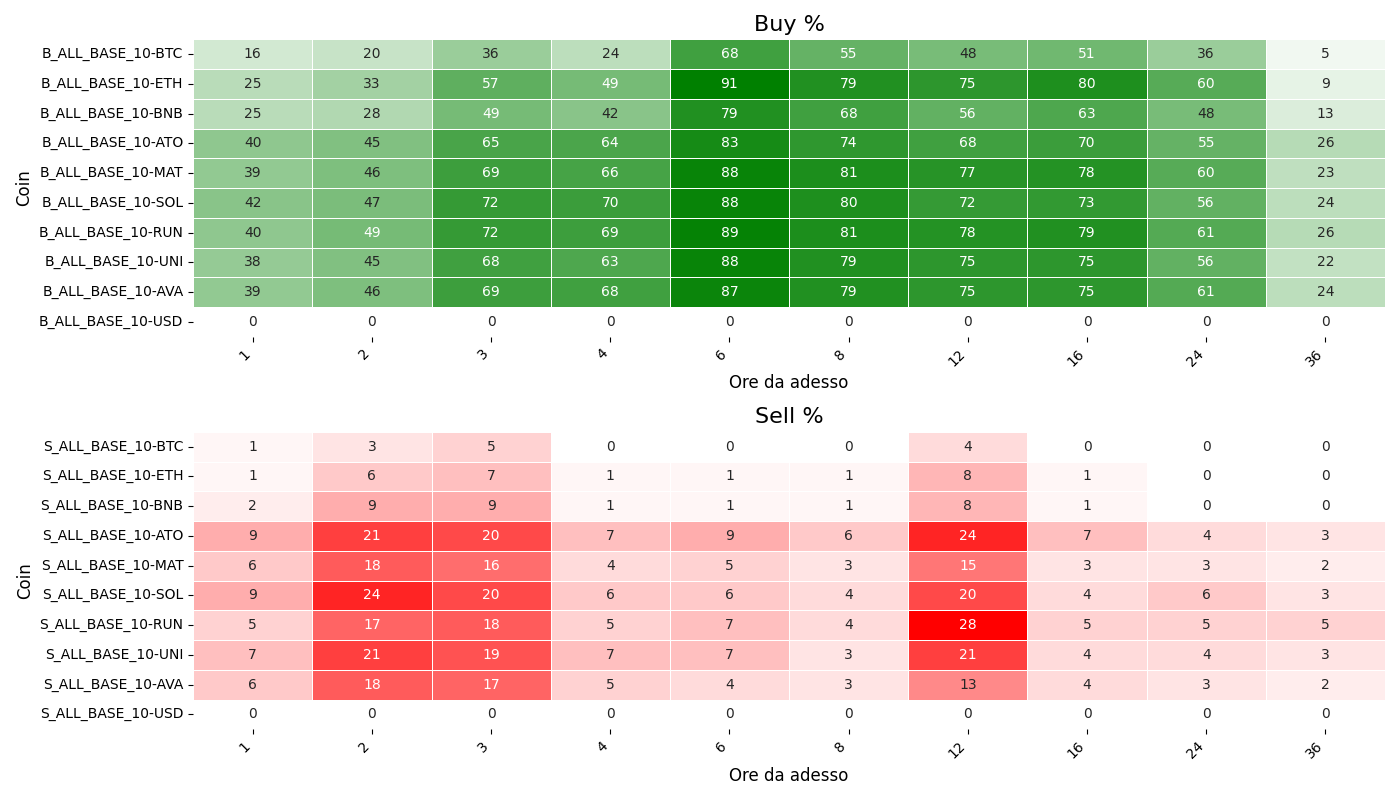 Buy %
Coin
B_ALL_BASE_10-BTC 16 20 36 24 68 55 48 51 36 5
B_ALL_BASE_10-ETH 25 33 57 49 91 79 75 80 60 9
B_ALL_BASE_10-BNB 25 28 49 42 79 68 56 63 48 13
B_ALL_BASE_10-ATO 40 45 65 64 83 74 68 70 55 26
B_ALL_BASE_10-MAT 39 46 69 66 88 81 77 78 60 23
B_ALL_BASE_10-SOL 42 47 72 70 88 80 72 73 56 24
B_ALL_BASE_10-RUN 40 49 72 69 89 81 78 79 61 26
B_ALL_BASE_10-UNI 38 45 68 63 88 79 75 75 56 22
B_ALL_BASE_10-AVA 39 46 69 68 87 79 75 75 61 24
B_ALL_BASE_10-USD 0 0 0 0 0 0 0 0 0 0
1 2 3 4 6 8 12 16 24 36
Ore da adesso
Sell %
Coin
S_ALL_BASE_10-BTC 1 3 5 0 0 0 4 0 0 0
S_ALL_BASE_10-ETH 1 6 7 1 1 1 8 1 0 0
S_ALL_BASE_10-BNB 2 9 9 1 1 1 8 1 0 0
S_ALL_BASE_10-ATO 9 21 20 7 9 6 24 7 4 3
S_ALL_BASE_10-MAT 6 18 16 4 5 3 15 3 3 2
S_ALL_BASE_10-SOL 9 24 20 6 6 4 20 4 6 3
S_ALL_BASE_10-RUN 5 17 18 5 7 4 28 5 5 5
S_ALL_BASE_10-UNI 7 21 19 7 7 3 21 4 4 3
S_ALL_BASE_10-AVA 6 18 17 5 4 3 13 4 3 2
S_ALL_BASE_10-USD 0 0 0 0 0 0 0 0 0 0
1 2 3 4 6 8 12 16 24 36
Ore da adesso